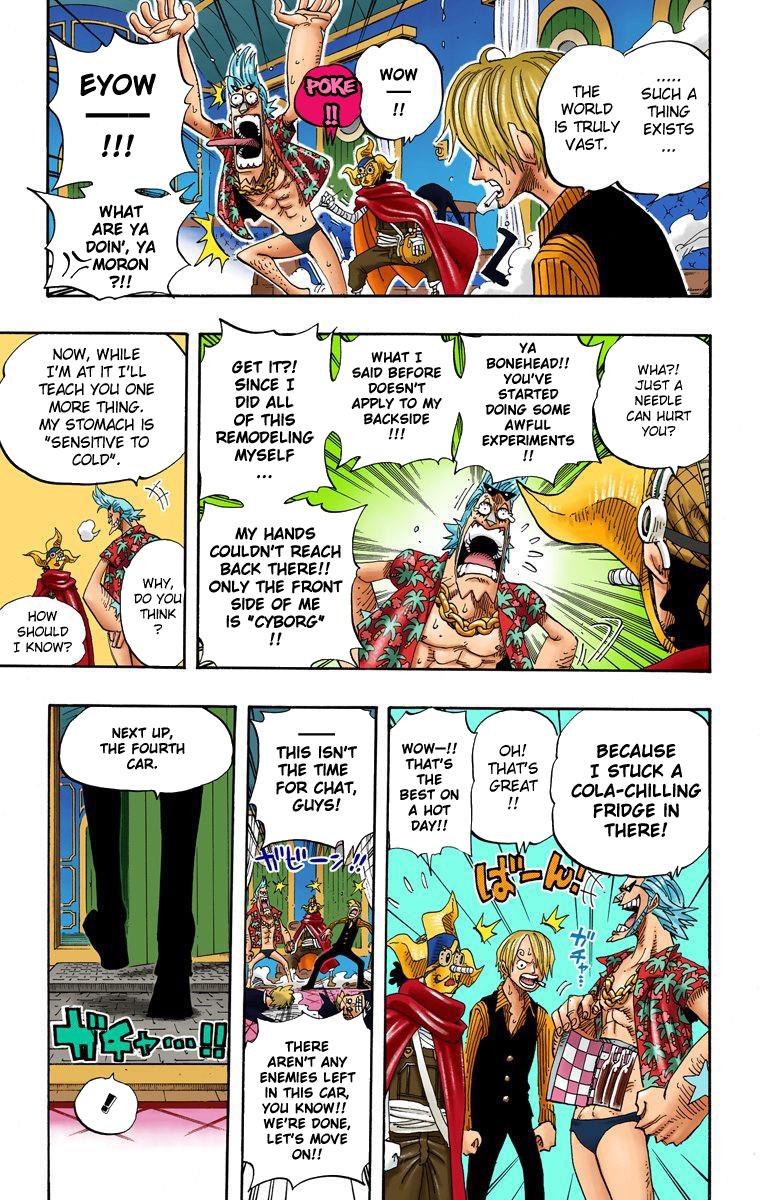 .....
SUCH A
THING
EXISTS
...
THE
WORLD
IS TRULY
VAST.
WOW
—
!!
POKE
!!
EYOW
——
!!!
WHAT
ARE YA
DOIN', YA
MORON
?!!
WHA?!
JUST A
NEEDLE
CAN HURT
YOU?
YA
BONEHEAD!!
YOU'VE
STARTED
DOING SOME
AWFUL
EXPERIMENTS
!!
WHAT I
SAID BEFORE
DOESN'T
APPLY TO MY
BACKSIDE
!!!
GET IT?!
SINCE I
DID ALL
OF THIS
REMODELING
MYSELF
...
MY HANDS
COULDN'T REACH
BACK THERE!!
ONLY THE FRONT
SIDE OF ME
IS "CYBORG"
!!
NOW, WHILE
I'M AT IT I'LL
TEACH YOU ONE
MORE THING.
MY STOMACH IS
"SENSITIVE TO
COLD".
WHY,
DO YOU
THINK
?
HOW
SHOULD
I KNOW?
BECAUSE
I STUCK A
COLA-CHILLING
FRIDGE IN
THERE!
OH!
THAT'S
GREAT
!!
WOW—!!
THAT'S
THE BEST
ON A
HOT
DAY!!
ばーん!
ガチャ...
——
THIS ISN'T
THE TIME
FOR CHAT,
GUYS!
ガビーン!!
THERE
AREN'T ANY
ENEMIES LEFT
IN THIS CAR,
YOU KNOW!!
WE'RE DONE,
LET'S MOVE
ON!!
NEXT UP,
THE FOURTH
CAR.
ガチャ...!!
!